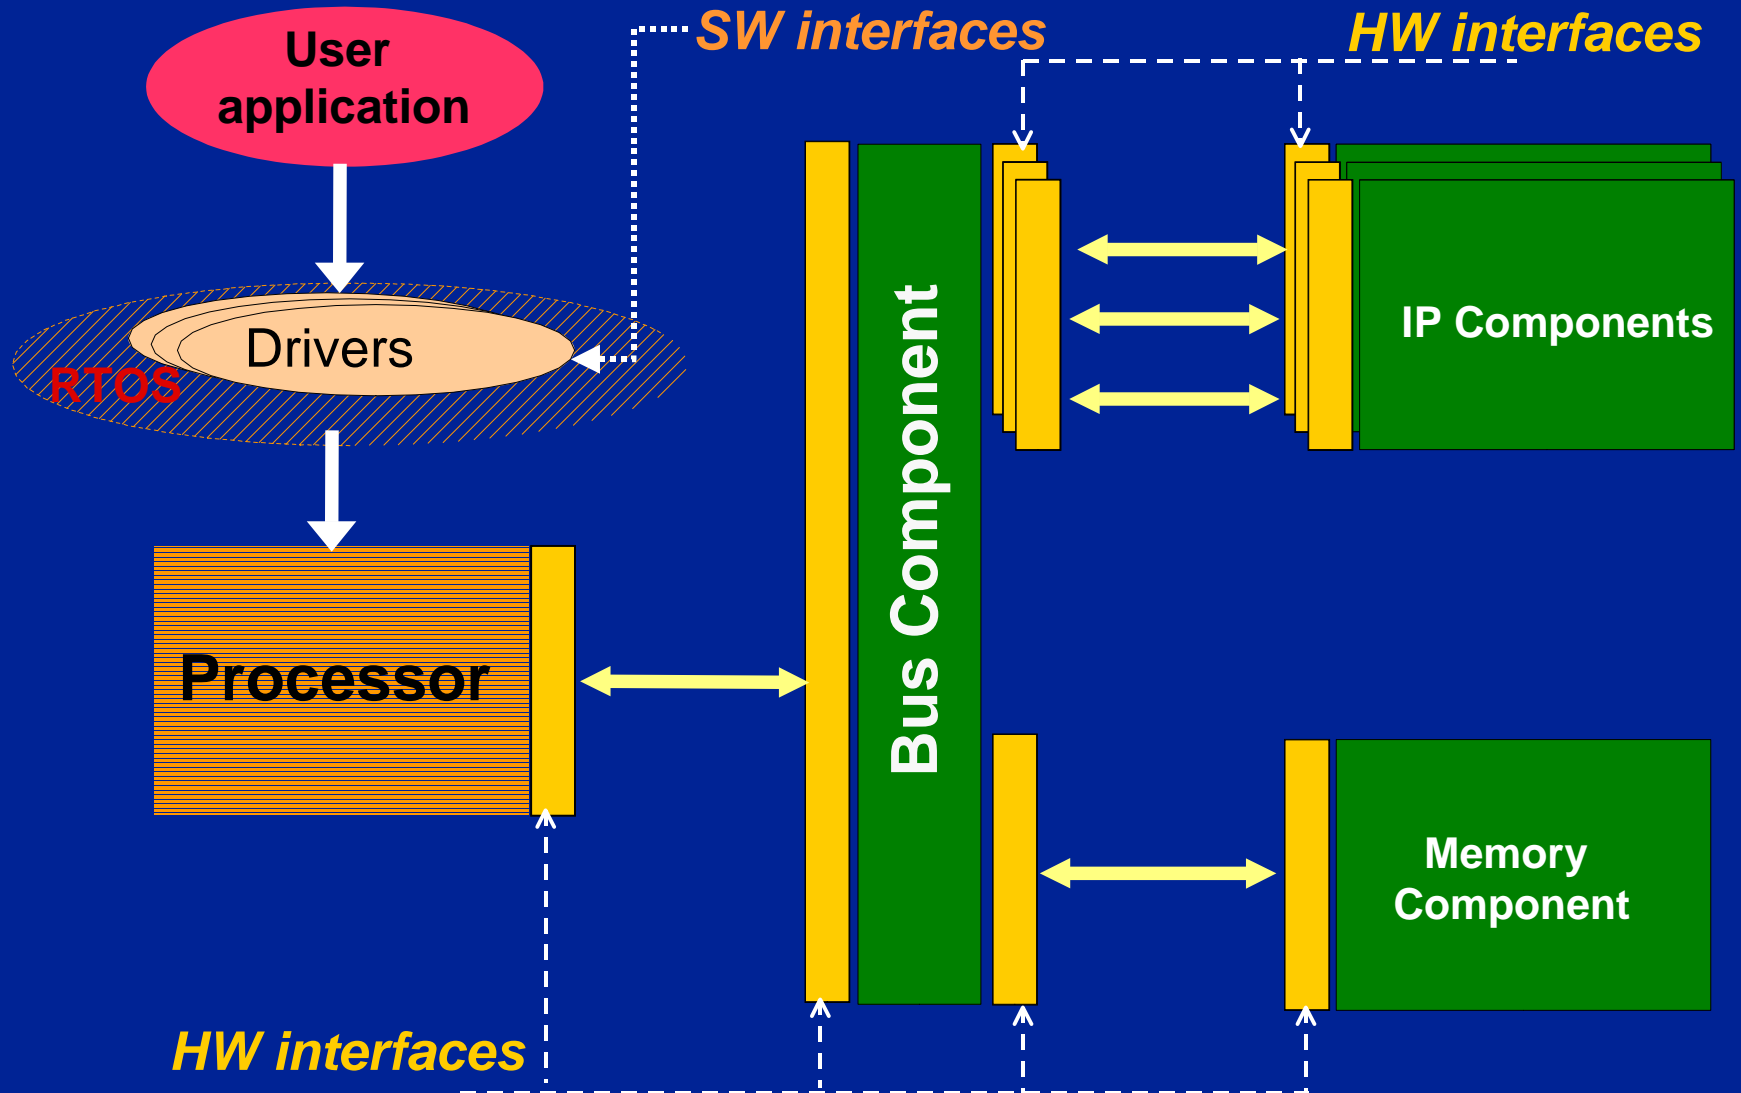 User
application
SW interfaces
HW interfaces
Drivers
RTOS
IP Components
Bus Component
Processor
Memory
Component
HW interfaces